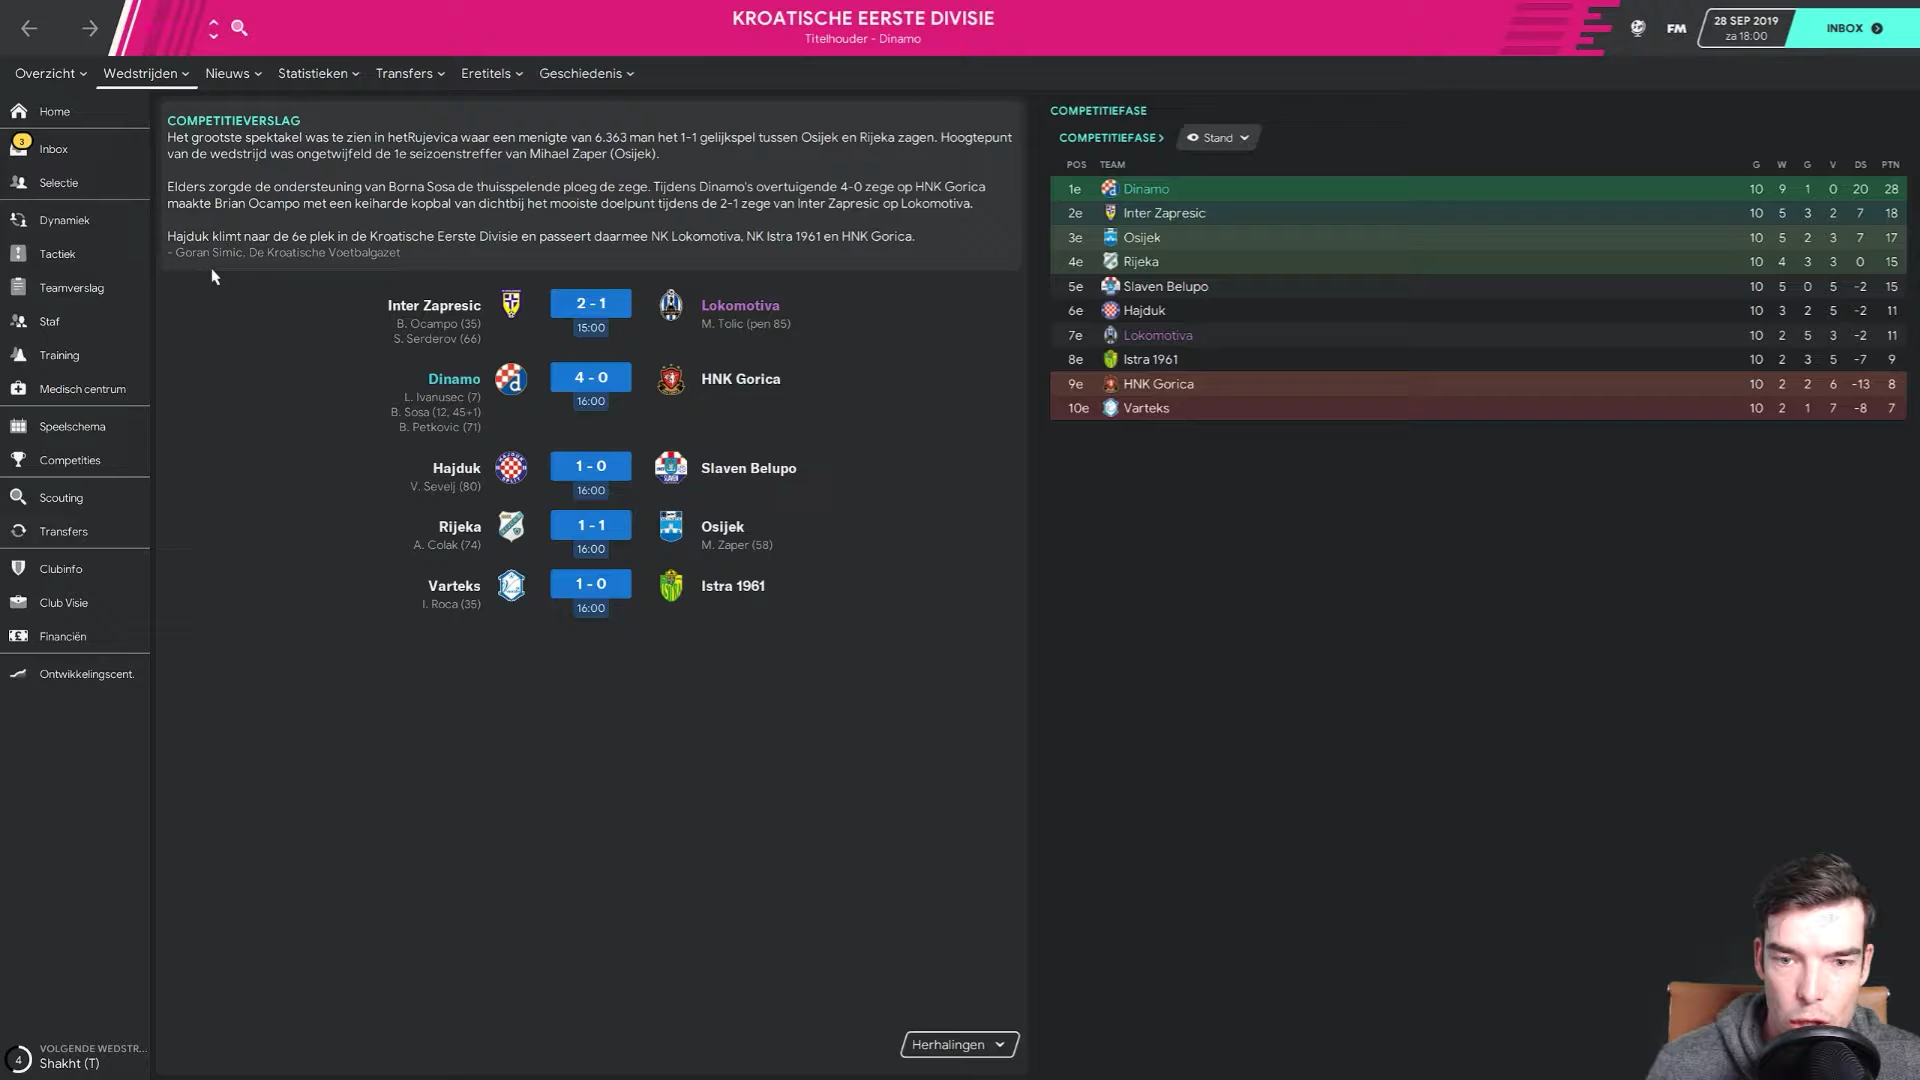 KROATISCHE EERSTE DIVISIE
Titelhouder - Dinamo
FM
28 SEP 2019
za 18:00
INBOX
Overzicht
Wedstrijden
Nieuws
Statistieken
Transfers
Eretitels
Geschiedenis
Home
3
Inbox
Selectie
Dynamiek
Tactiek
Teamverslag
Staf
Training
Medisch centrum
Speelschema
Competities
Scouting
Transfers
Clubinfo
Club Visie
Financiën
Ontwikkelingscent.
4
VOLGENDE WEDSTR...
Shakht (T)
COMPETITIEVERSLAG
Het grootste spektakel was te zien in hetRujevica waar een menigte van 6.363 man het 1-1 gelijkspel tussen Osijek en Rijeka zagen. Hoogtepunt
van de wedstrijd was ongetwijfeld de 1e seizoenstreffer van Mihael Zaper (Osijek).
Elders zorgde de ondersteuning van Borna Sosa de thuisspelende ploeg de zege. Tijdens Dinamo's overtuigende 4-0 zege op HNK Gorica
maakte Brian Ocampo met een keiharde kopbal van dichtbij het mooiste doelpunt tijdens de 2-1 zege van Inter Zapresic op Lokomotiva.
Hajduk klimt naar de 6e plek in de Kroatische Eerste Divisie en passeert daarmee NK Lokomotiva, NK Istra 1961 en HNK Gorica.
- Goran Simic, De Kroatische Voetbalgazet
Inter Zapresic 2 - 1 Lokomotiva
B. Ocampo (35) 15:00 M. Tolic (pen 85)
S. Serderov (66)
Dinamo 4 - 0 HNK Gorica
L. Ivanusec (7) 16:00
B. Sosa (12, 45+1)
B. Petkovic (71)
Hajduk 1 - 0 Slaven Belupo
V. Sevelj (80) 16:00
Rijeka 1 - 1 Osijek
A. Colak (74) 16:00 M. Zaper (58)
Varteks 1 - 0 Istra 1961
I. Roca (35) 16:00
Herhalingen
COMPETITIEFASE
COMPETITIEFASE > Stand
POS TEAM G W G V DS PTN
1e Dinamo 10 9 1 0 20 28
2e Inter Zapresic 10 5 3 2 7 18
3e Osijek 10 5 2 3 7 17
4e Rijeka 10 4 3 3 0 15
5e Slaven Belupo 10 5 0 5 -2 15
6e Hajduk 10 3 2 5 -2 11
7e Lokomotiva 10 2 5 3 -2 11
8e Istra 1961 10 2 3 5 -7 9
9e HNK Gorica 10 2 2 6 -13 8
10e Varteks 10 2 1 7 -8 7